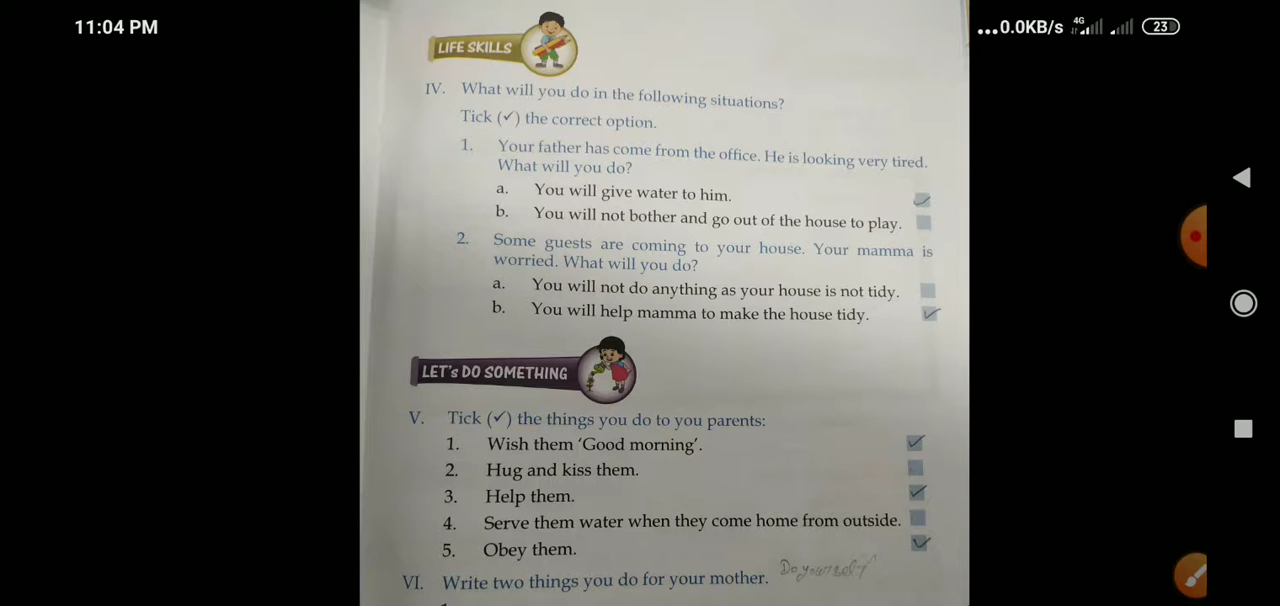 11:04 PM
...0.0KB/s 4G 23
LIFE SKILLS
IV. What will you do in the following situations?
Tick (✓) the correct option.
1. Your father has come from the office. He is looking very tired.
What will you do?
a. You will give water to him. ✓
b. You will not bother and go out of the house to play.
2. Some guests are coming to your house. Your mamma is
worried. What will you do?
a. You will not do anything as your house is not tidy.
b. You will help mamma to make the house tidy. ✓
LET's DO SOMETHING
V. Tick (✓) the things you do to you parents:
1. Wish them ‘Good morning’. ✓
2. Hug and kiss them.
3. Help them. ✓
4. Serve them water when they come home from outside.
5. Obey them. ✓
VI. Write two things you do for your mother. Do yourself